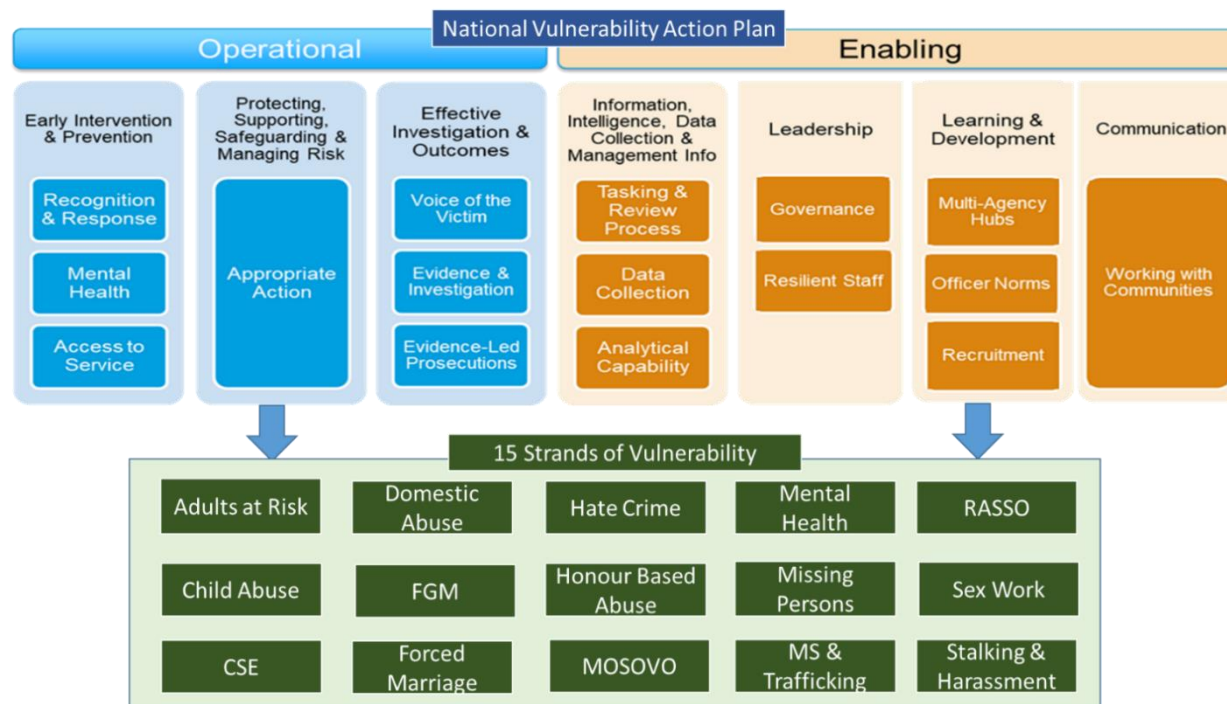 National Vulnerability Action Plan
Operational
Enabling
Early Intervention
& Prevention
Recognition
& Response
Mental
Health
Access to
Service
Protecting,
Supporting,
Safeguarding &
Managing Risk
Appropriate
Action
Effective
Investigation &
Outcomes
Voice of the
Victim
Evidence &
Investigation
Evidence-Led
Prosecutions
Information,
Intelligence, Data
Collection &
Management Info
Tasking &
Review
Process
Data
Collection
Analytical
Capability
Leadership
Governance
Resilient Staff
Learning &
Development
Multi-Agency
Hubs
Officer Norms
Recruitment
Communication
Working with
Communities
15 Strands of Vulnerability
Adults at Risk
Domestic
Abuse
Hate Crime
Mental
Health
RASSO
Child Abuse
FGM
Honour Based
Abuse
Missing
Persons
Sex Work
CSE
Forced
Marriage
MOSOVO
MS &
Trafficking
Stalking &
Harassment